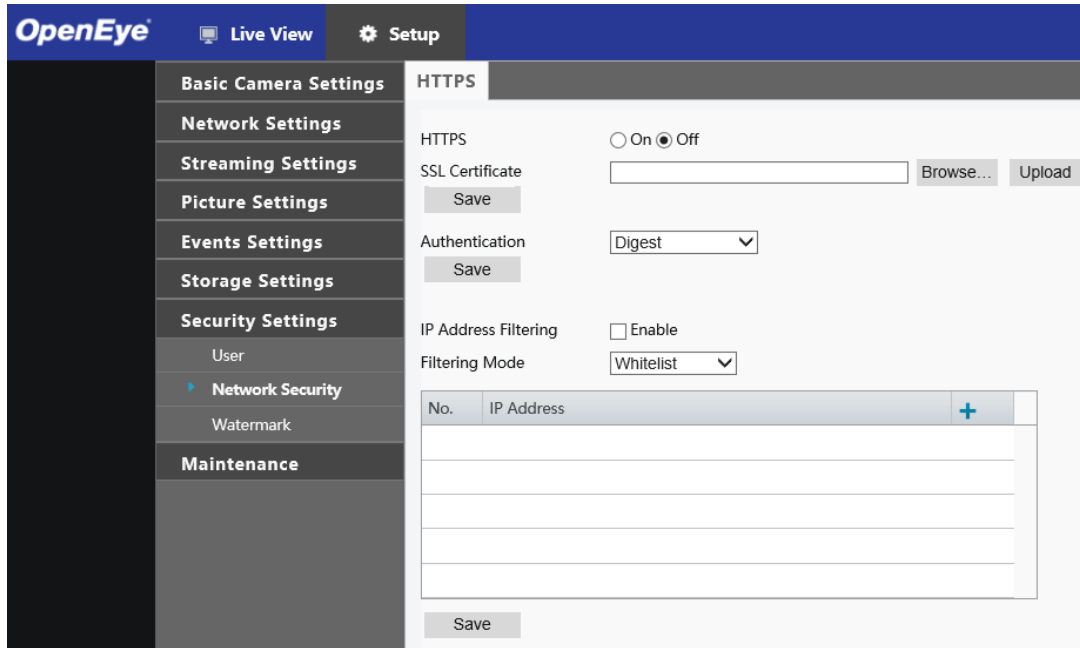 OpenEye Live View Setup
Basic Camera Settings
Network Settings
Streaming Settings
Picture Settings
Events Settings
Storage Settings
Security Settings
User
Network Security
Watermark
Maintenance
HTTPS
HTTPS On Off
SSL Certificate Browse... Upload
Save
Authentication Digest
Save
IP Address Filtering Enable
Filtering Mode Whitelist
No. IP Address +
Save